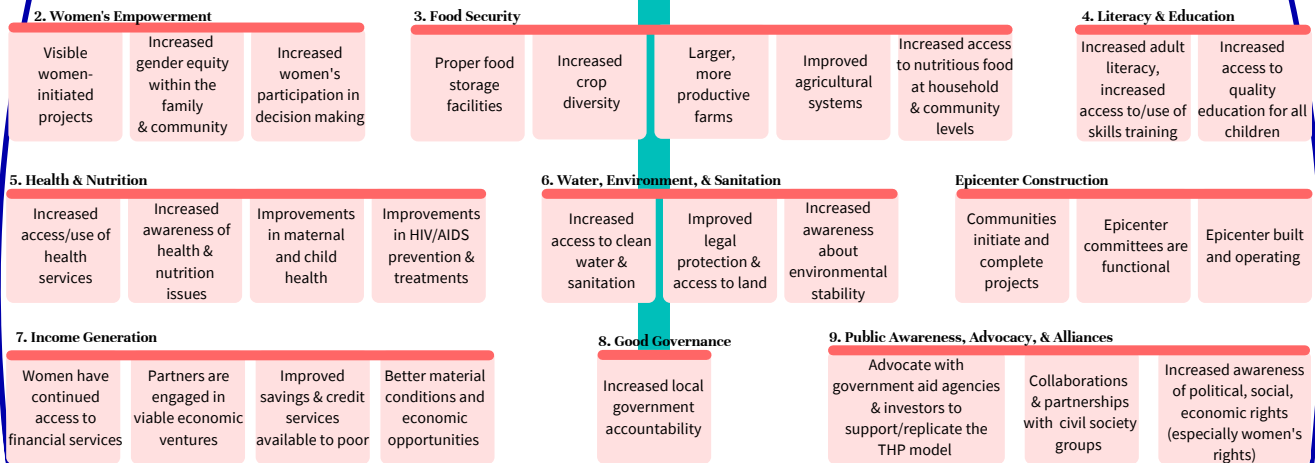 2. Women's Empowerment
Visible
women-
initiated
projects
Increased
gender equity
within the
family
& community
Increased
women's
participation in
decision making
3. Food Security
Proper food
storage
facilities
Increased
crop
diversity
Larger,
more
productive
farms
Improved
agricultural
systems
Increased access
to nutritious food
at household
& community
levels
4. Literacy & Education
Increased adult
literacy,
increased
access to/use of
skills training
Increased
access to
quality
education for all
children
5. Health & Nutrition
Increased
access/use of
health
services
Increased
awareness of
health &
nutrition
issues
Improvements
in maternal
and child
health
Improvements
in HIV/AIDS
prevention &
treatments
6. Water, Environment, & Sanitation
Increased
access to clean
water &
sanitation
Improved
legal
protection &
access to land
Increased
awareness
about
environmental
stability
Epicenter Construction
Communities
initiate and
complete
projects
Epicenter
committees are
functional
Epicenter built
and operating
7. Income Generation
Women have
continued
access to
financial services
Partners are
engaged in
viable economic
ventures
Improved
savings & credit
services
available to poor
Better material
conditions and
economic
opportunities
8. Good Governance
Increased local
government
accountability
9. Public Awareness, Advocacy, & Alliances
Advocate with
government aid agencies
& investors to
support/replicate the
THP model
Collaborations
& partnerships
with civil society
groups
Increased awareness
of political, social,
economic rights
(especially women's
rights)